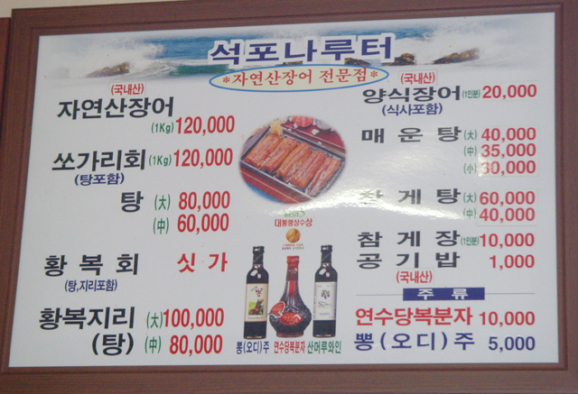 석포나루터
*자연산장어 전문점*
(국내산)
자연산장어
(1Kg) 120,000
쏘가리회 (1Kg) 120,000
(탕포함)
탕 (大) 80,000
(中) 60,000
황복회 싯가
(탕,지리포함)
황복지리 (大) 100,000
(탕) (中) 80,000
대통령상수상
뽕(오디)주 연수당복분자 산머루와인
(국내산)
양식장어 (1인분) 20,000
(식사포함)
매운탕 (大) 40,000
(中) 35,000
(小) 30,000
참게탕 (大) 60,000
(中) 40,000
참게장 (1인분) 10,000
공기밥 1,000
(국내산)
주류
연수당복분자 10,000
뽕(오디)주 5,000